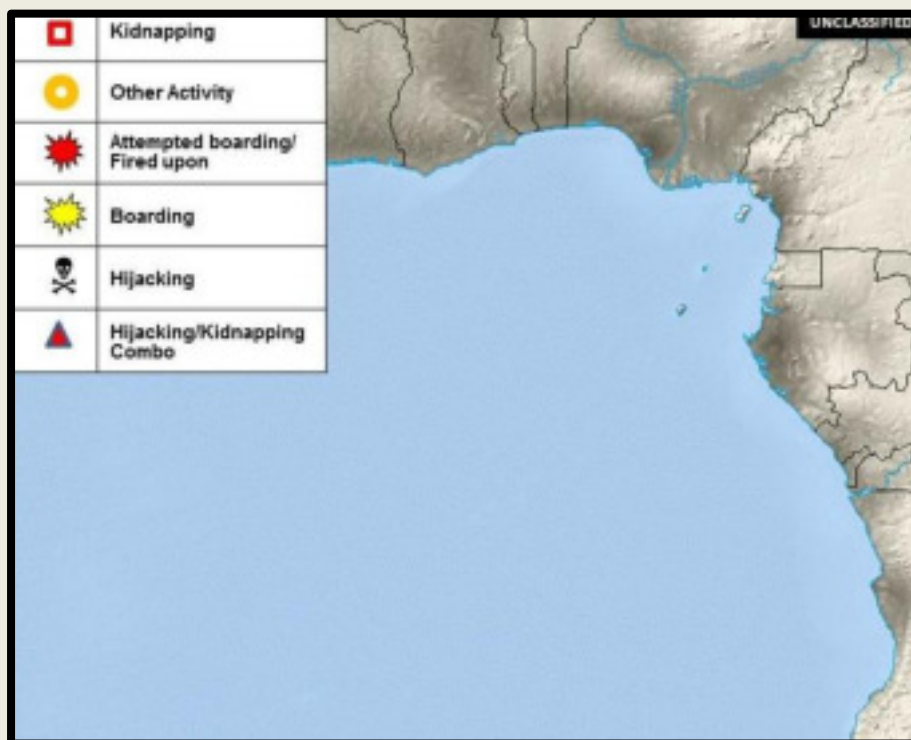 Kidnapping
UNCLASSIFIED
Other Activity
Attempted boarding/
Fired upon
Boarding
Hijacking
Hijacking/Kidnapping
Combo